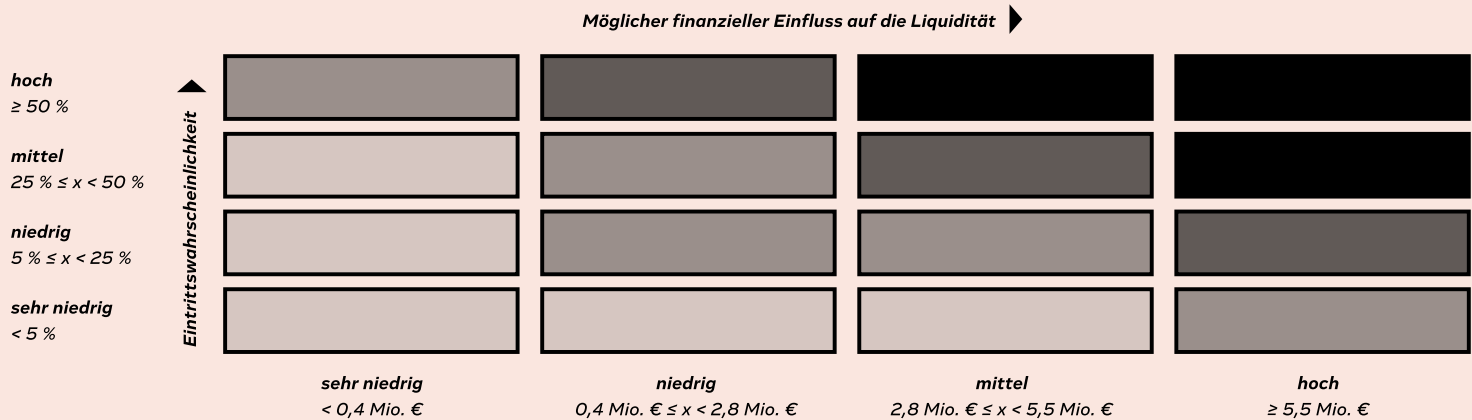 Möglicher finanzieller Einfluss auf die Liquidität
hoch
≥ 50 %
mittel
25 % ≤ x < 50 %
niedrig
5 % ≤ x < 25 %
sehr niedrig
< 5 %
Eintrittswahrscheinlichkeit
sehr niedrig
< 0,4 Mio. €
niedrig
0,4 Mio. € ≤ x < 2,8 Mio. €
mittel
2,8 Mio. € ≤ x < 5,5 Mio. €
hoch
≥ 5,5 Mio. €